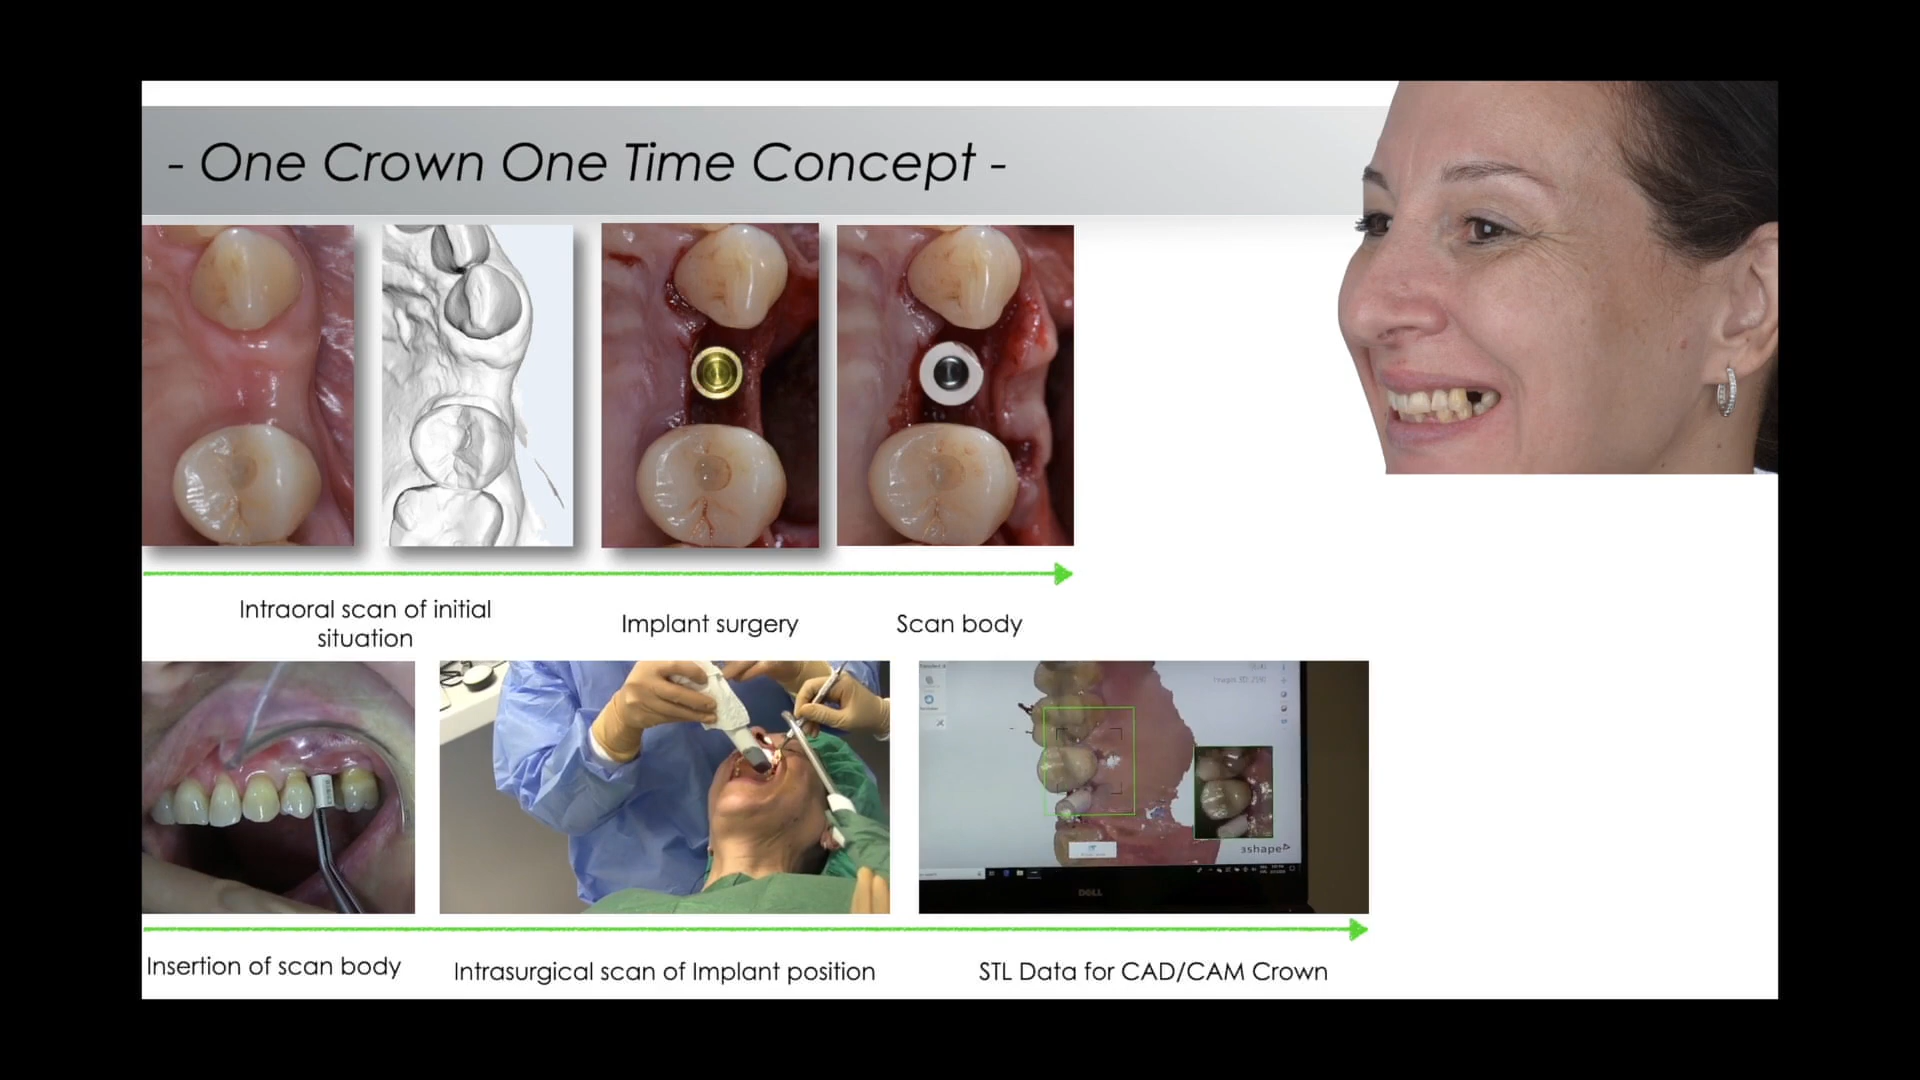 - One Crown One Time Concept -
Intraoral scan of initial
situation
Implant surgery
Scan body
3shape
DELL
Insertion of scan body
Intrasurgical scan of Implant position
STL Data for CAD/CAM Crown